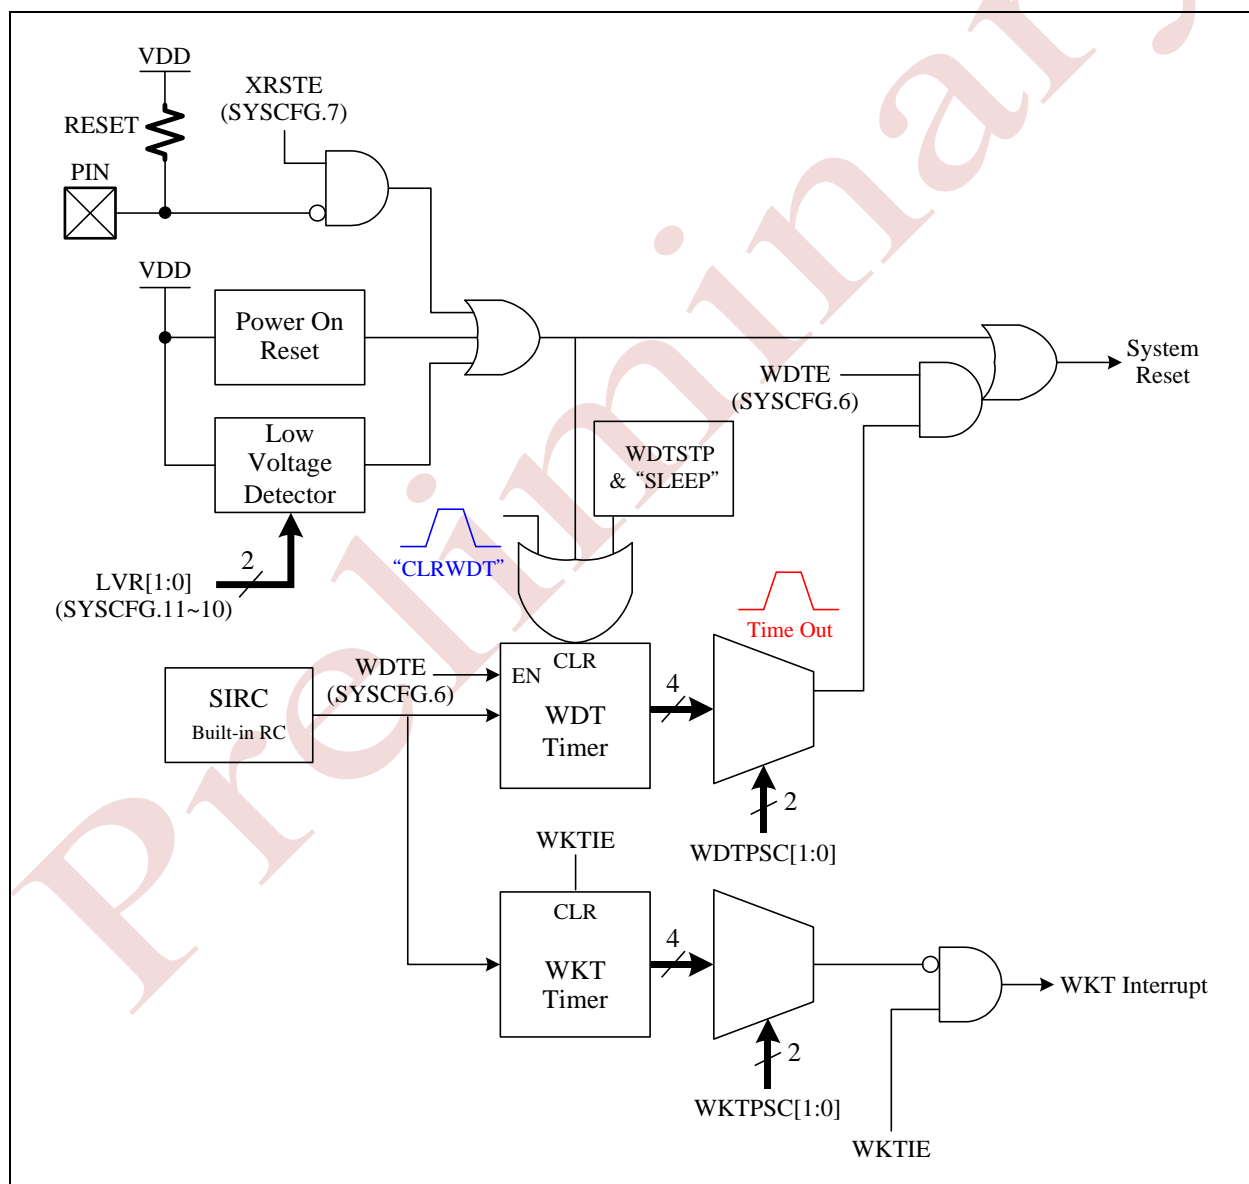 Preliminary
VDD
XRSTE
(SYSCFG.7)
RESET
PIN
VDD
Power On
Reset
System
Reset
WDTE
(SYSCFG.6)
Low
Voltage
Detector
WDTSTP
& “SLEEP”
“CLRWDT”
2
LVR[1:0]
(SYSCFG.11~10)
Time Out
WDTE
(SYSCFG.6)
CLR
EN
WDT
Timer
4
SIRC
Built-in RC
2
WDTPSC[1:0]
WKTIE
CLR
WKT
Timer
4
WKT Interrupt
2
WKTPSC[1:0]
WKTIE